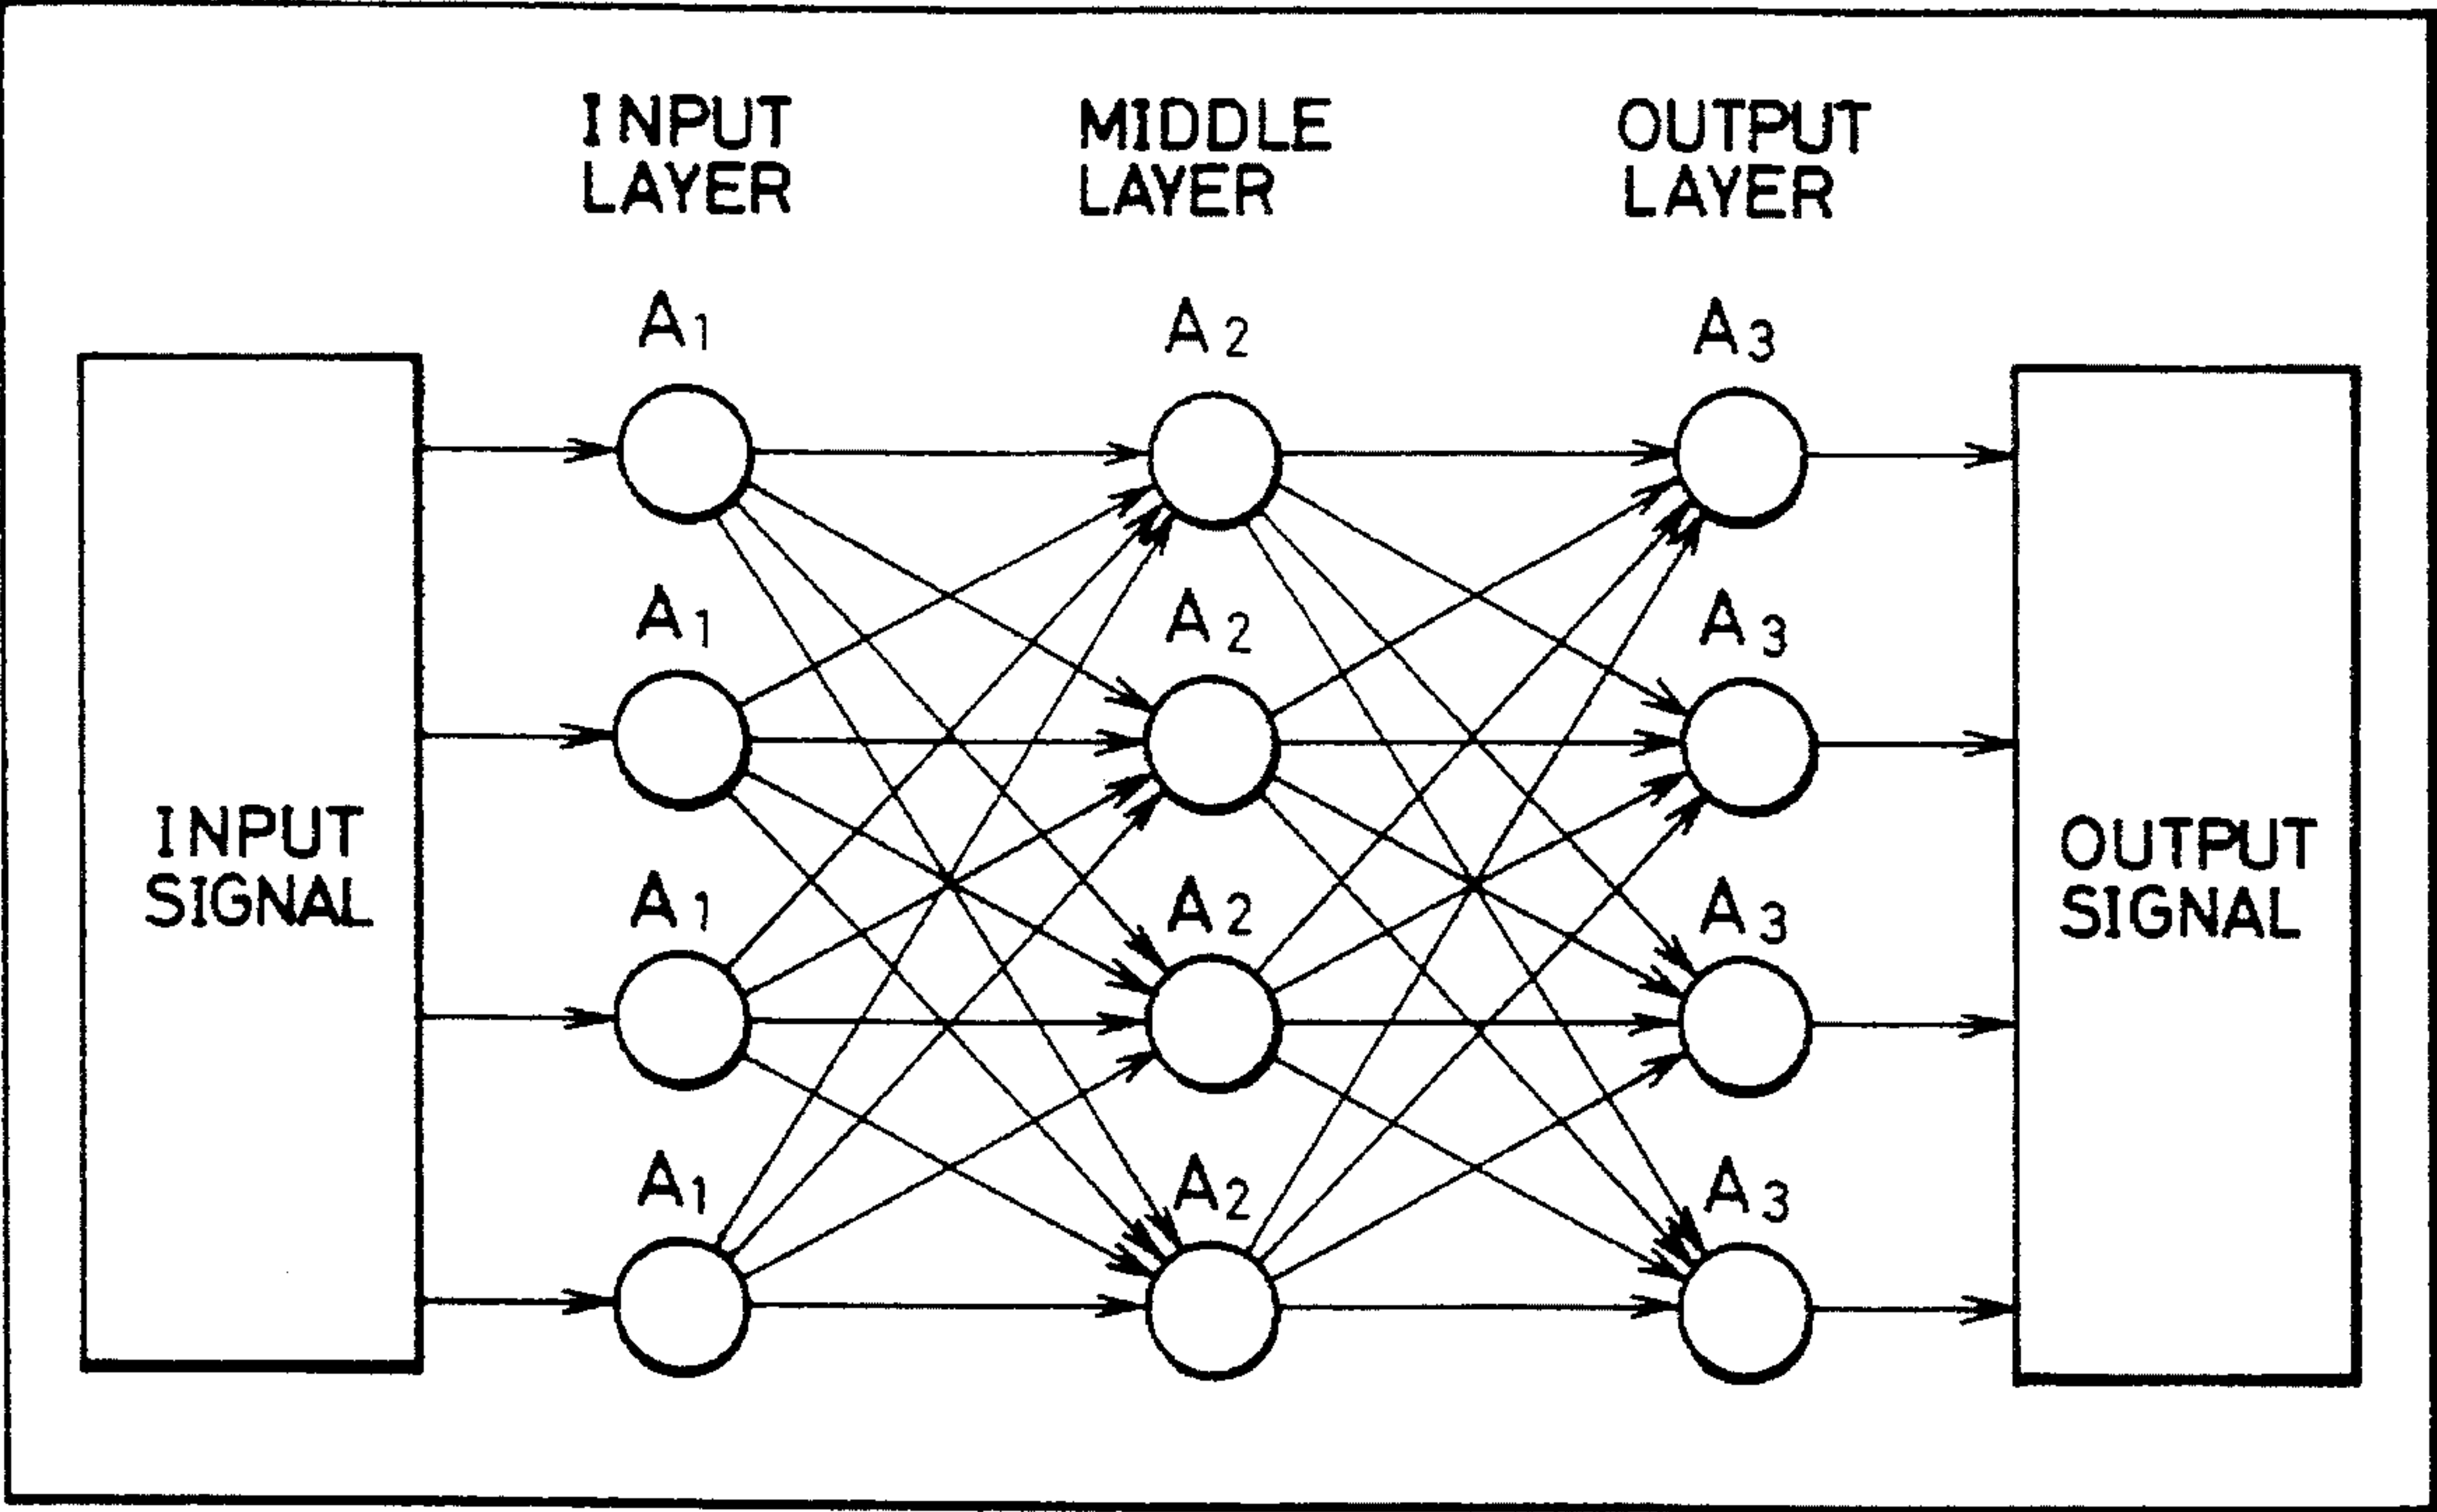 INPUT
LAYER
MIDDLE
LAYER
OUTPUT
LAYER
A1
A2
A3
A1
A2
A3
INPUT
SIGNAL
OUTPUT
SIGNAL
A1
A2
A3
A1
A2
A3